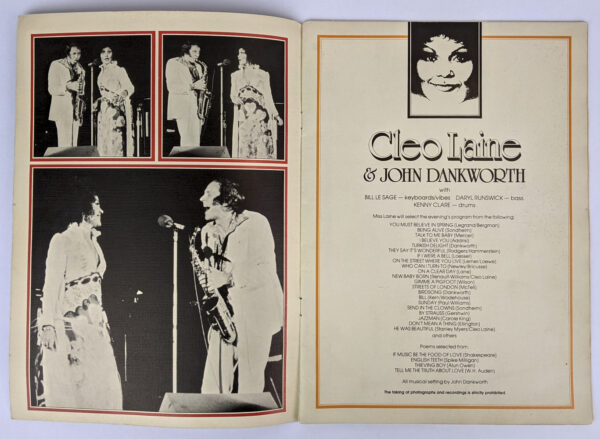 Cleo Laine
& JOHN DANKWORTH
with
BILL LE SAGE — keyboards/vibes DARYL RUNSWICK — bass
KENNY CLARE — drums
Miss Laine will select the evening's program from the following:
YOU MUST BELIEVE IN SPRING (Legrand/Bergman)
BEING ALIVE (Sondheim)
TALK TO ME BABY (Mercer)
I BELIEVE YOU (Addrisi)
TURKISH DELIGHT (Dankworth)
THEY SAY IT'S WONDERFUL (Rodgers/Hammerstein)
IF I WERE A BELL (Loesser)
ON THE STREET WHERE YOU LIVE (Lerner/Loewe)
WHO CAN I TURN TO (Newley/Bricusse)
ON A CLEAR DAY (Lane)
NEW BABY BORN (Benault Williams/Cleo Laine)
GIMME A PIGFOOT (Wilson)
STREETS OF LONDON (McTell)
BIRDSONG (Dankworth)
BILL (Kern/Wodehouse)
SUNDAY (Paul Williams)
SEND IN THE CLOWNS (Sondheim)
BY STRAUSS (Gershwin)
JAZZMAN (Carole King)
DON'T MEAN A THING (Ellington)
HE WAS BEAUTIFUL (Stanley Myers/Cleo Laine)
and others
Poems selected from:
IF MUSIC BE THE FOOD OF LOVE (Shakespeare)
ENGLISH TEETH (Spike Milligan)
THIEVING BOY (Alun Owen)
TELL ME THE TRUTH ABOUT LOVE (W.H. Auden)
All musical setting by John Dankworth
The taking of photographs and recordings is strictly prohibited.